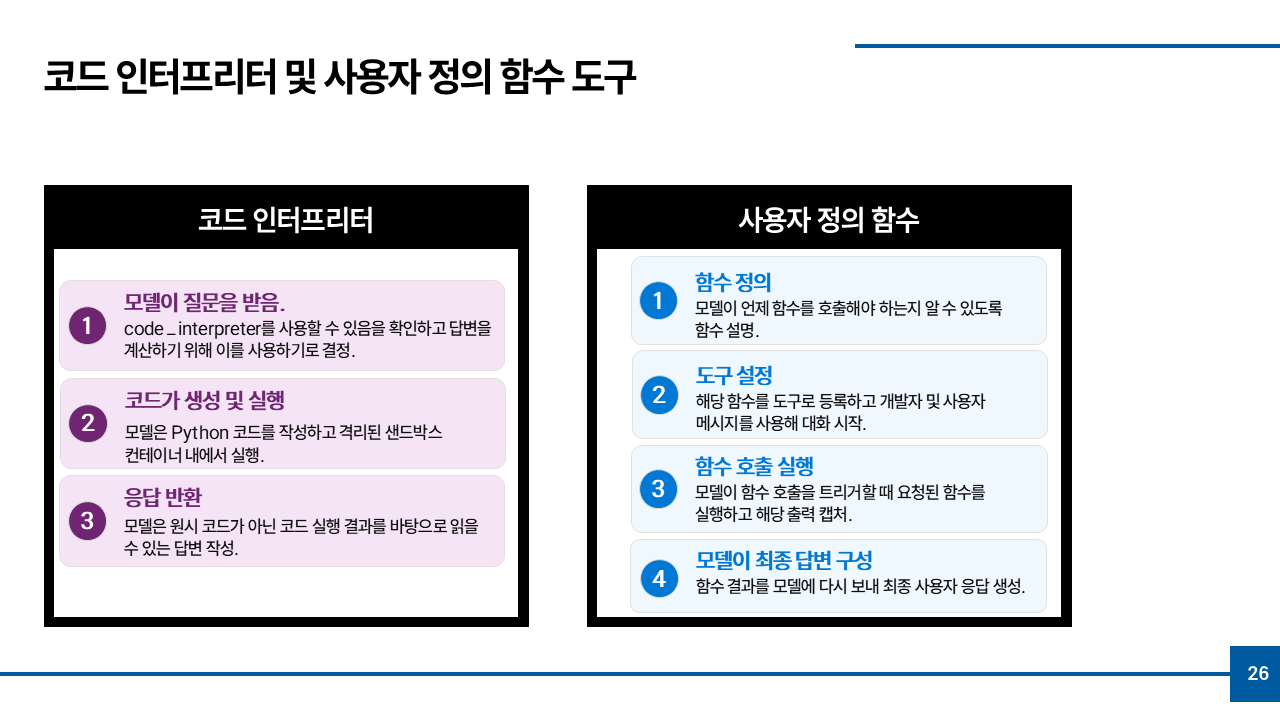 코드 인터프리터 및 사용자 정의 함수 도구
코드 인터프리터
1
모델이 질문을 받음.
code_interpreter를 사용할 수 있음을 확인하고 답변을
계산하기 위해 이를 사용하기로 결정.
2
코드가 생성 및 실행
모델은 Python 코드를 작성하고 격리된 샌드박스
컨테이너 내에서 실행.
3
응답 반환
모델은 원시 코드가 아닌 코드 실행 결과를 바탕으로 읽을
수 있는 답변 작성.
사용자 정의 함수
1
함수 정의
모델이 언제 함수를 호출해야 하는지 알 수 있도록
함수 설명.
2
도구 설정
해당 함수를 도구로 등록하고 개발자 및 사용자
메시지를 사용해 대화 시작.
3
함수 호출 실행
모델이 함수 호출을 트리거할 때 요청된 함수를
실행하고 해당 출력 캡처.
4
모델이 최종 답변 구성
함수 결과를 모델에 다시 보내 최종 사용자 응답 생성.
26